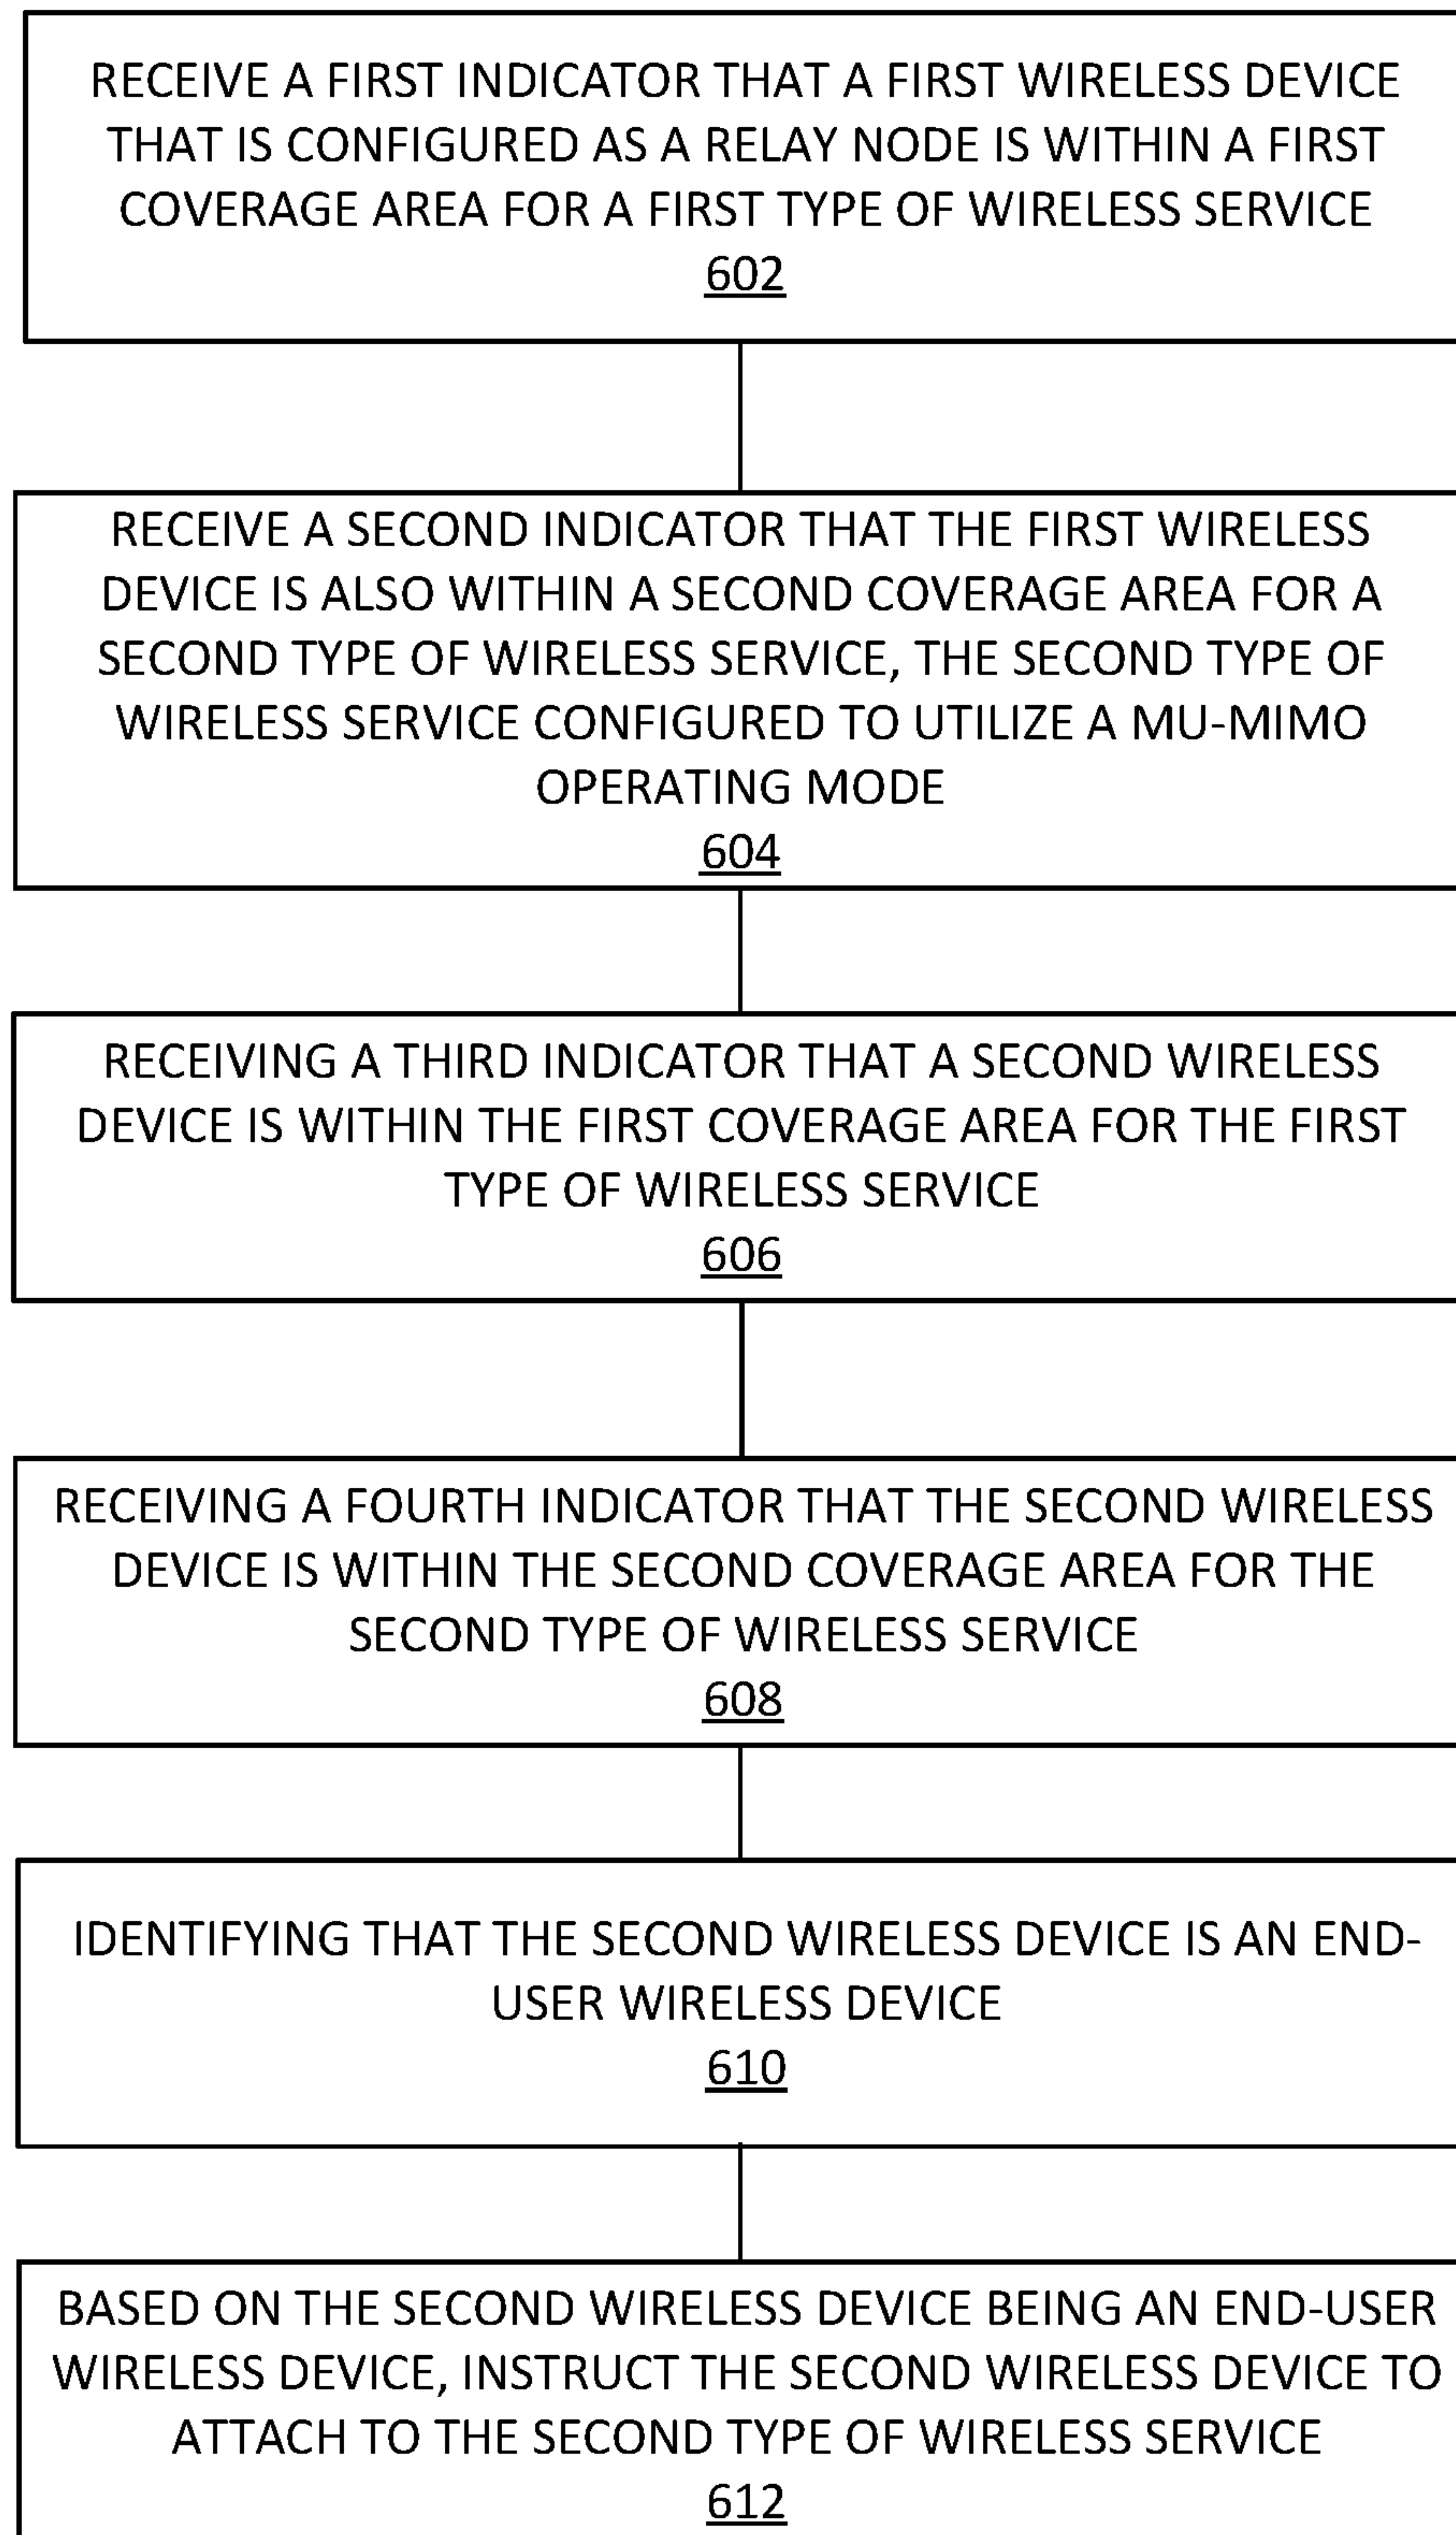 RECEIVE A FIRST INDICATOR THAT A FIRST WIRELESS DEVICE
THAT IS CONFIGURED AS A RELAY NODE IS WITHIN A FIRST
COVERAGE AREA FOR A FIRST TYPE OF WIRELESS SERVICE
602
RECEIVE A SECOND INDICATOR THAT THE FIRST WIRELESS
DEVICE IS ALSO WITHIN A SECOND COVERAGE AREA FOR A
SECOND TYPE OF WIRELESS SERVICE, THE SECOND TYPE OF
WIRELESS SERVICE CONFIGURED TO UTILIZE A MU-MIMO
OPERATING MODE
604
RECEIVING A THIRD INDICATOR THAT A SECOND WIRELESS
DEVICE IS WITHIN THE FIRST COVERAGE AREA FOR THE FIRST
TYPE OF WIRELESS SERVICE
606
RECEIVING A FOURTH INDICATOR THAT THE SECOND WIRELESS
DEVICE IS WITHIN THE SECOND COVERAGE AREA FOR THE
SECOND TYPE OF WIRELESS SERVICE
608
IDENTIFYING THAT THE SECOND WIRELESS DEVICE IS AN END-
USER WIRELESS DEVICE
610
BASED ON THE SECOND WIRELESS DEVICE BEING AN END-USER
WIRELESS DEVICE, INSTRUCT THE SECOND WIRELESS DEVICE TO
ATTACH TO THE SECOND TYPE OF WIRELESS SERVICE
612